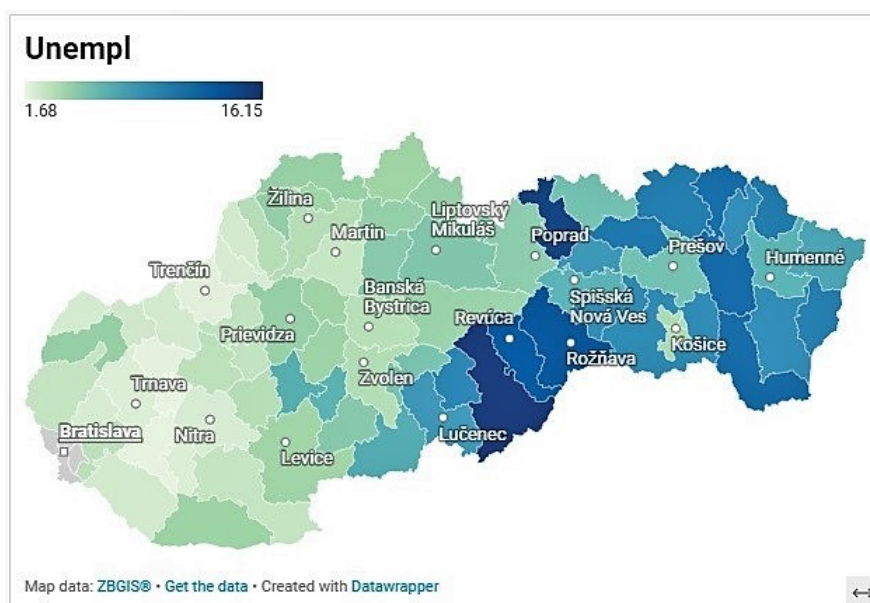 Unempl
1.68 16.15
Žilina
Martin
Liptovský
Mikuláš
Poprad
Prešov
Humenné
Trenčín
Banská
Bystrica
Spišská
Nová Ves
Prievidza
Revúca
Rožňava
Košice
Zvolen
Trnava
Nitra
Bratislava
Lučenec
Levice
Map data: ZBGIS® • Get the data • Created with Datawrapper